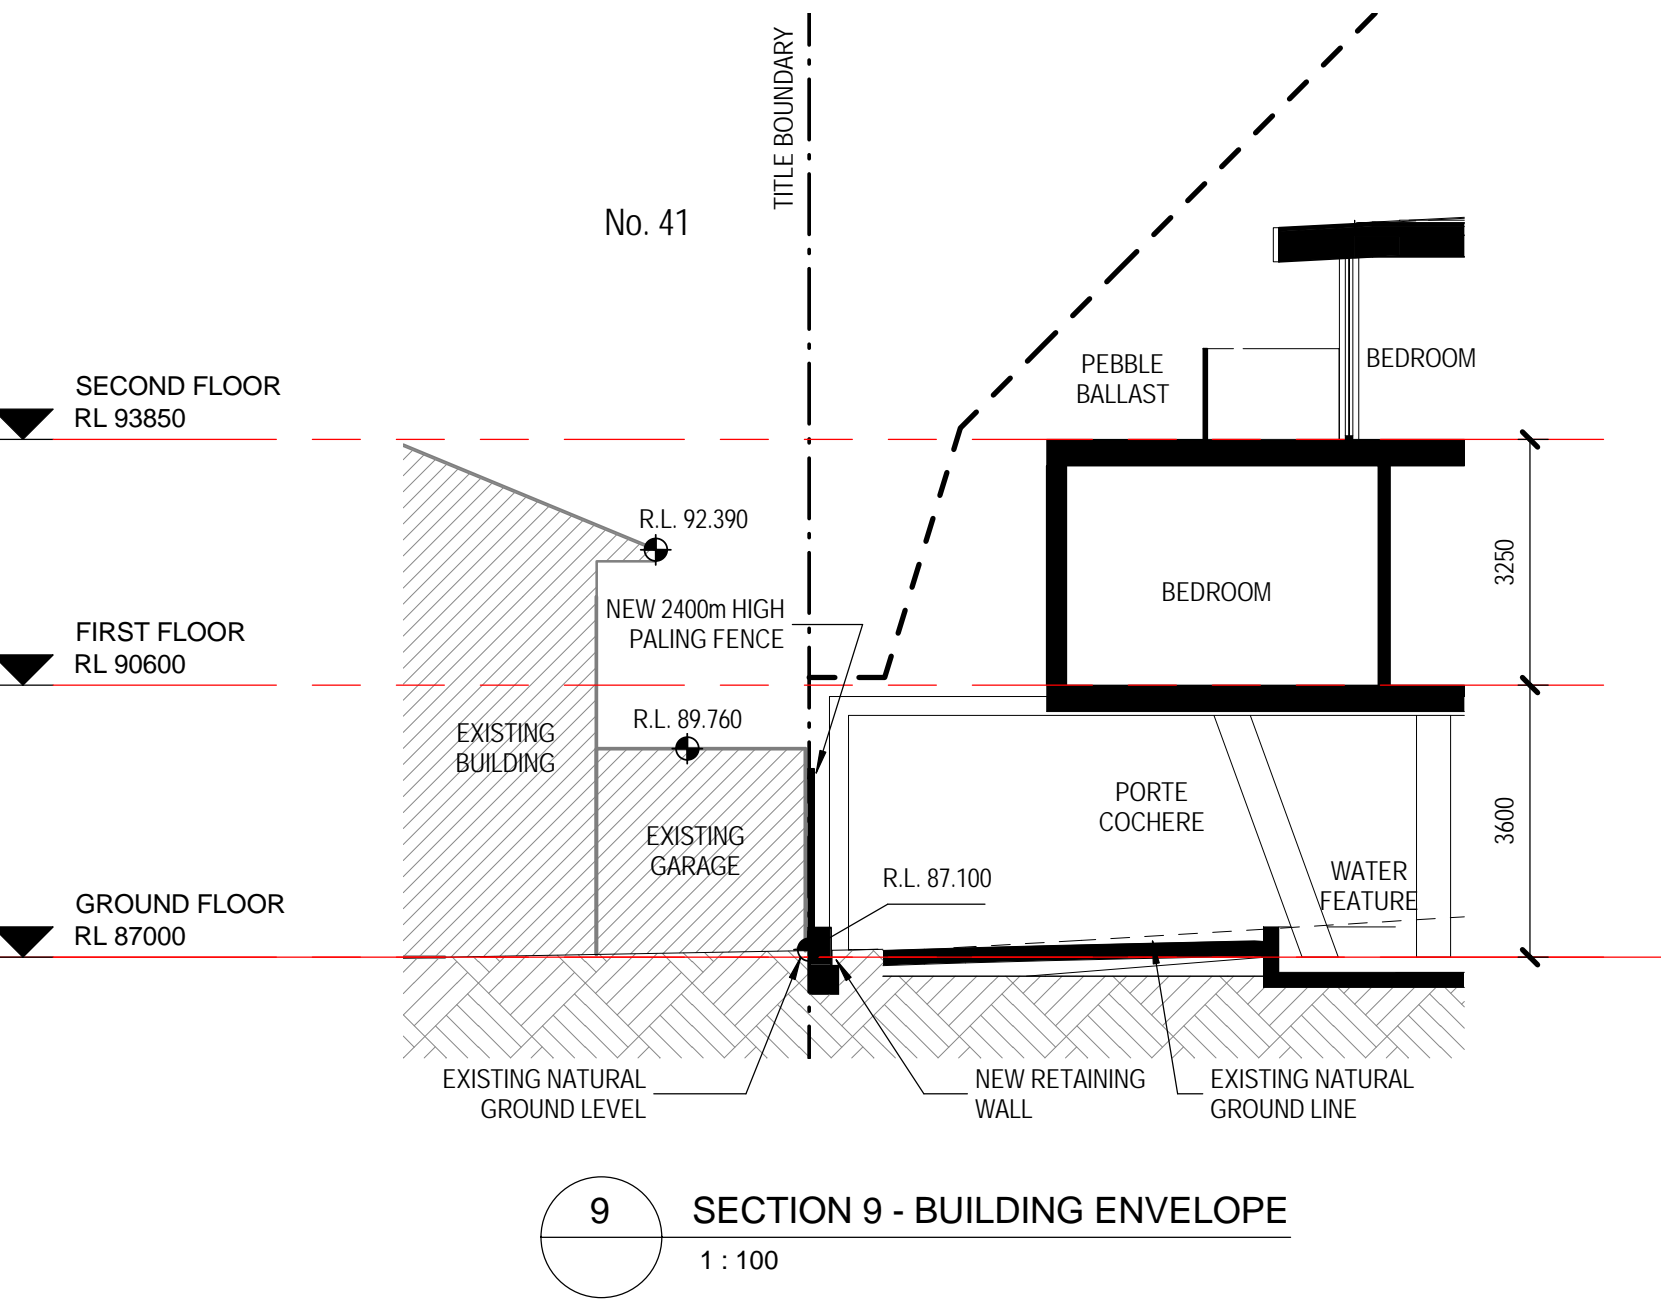 TITLE BOUNDARY
No. 41
SECOND FLOOR
RL 93850
PEBBLE
BALLAST
BEDROOM
R.L. 92.390
3250
NEW 2400m HIGH
PALING FENCE
BEDROOM
FIRST FLOOR
RL 90600
R.L. 89.760
EXISTING
BUILDING
PORTE
COCHERE
3600
EXISTING
GARAGE
R.L. 87.100
WATER
FEATURE
GROUND FLOOR
RL 87000
EXISTING NATURAL
GROUND LEVEL
NEW RETAINING
WALL
EXISTING NATURAL
GROUND LINE
9
SECTION 9 - BUILDING ENVELOPE
1 : 100